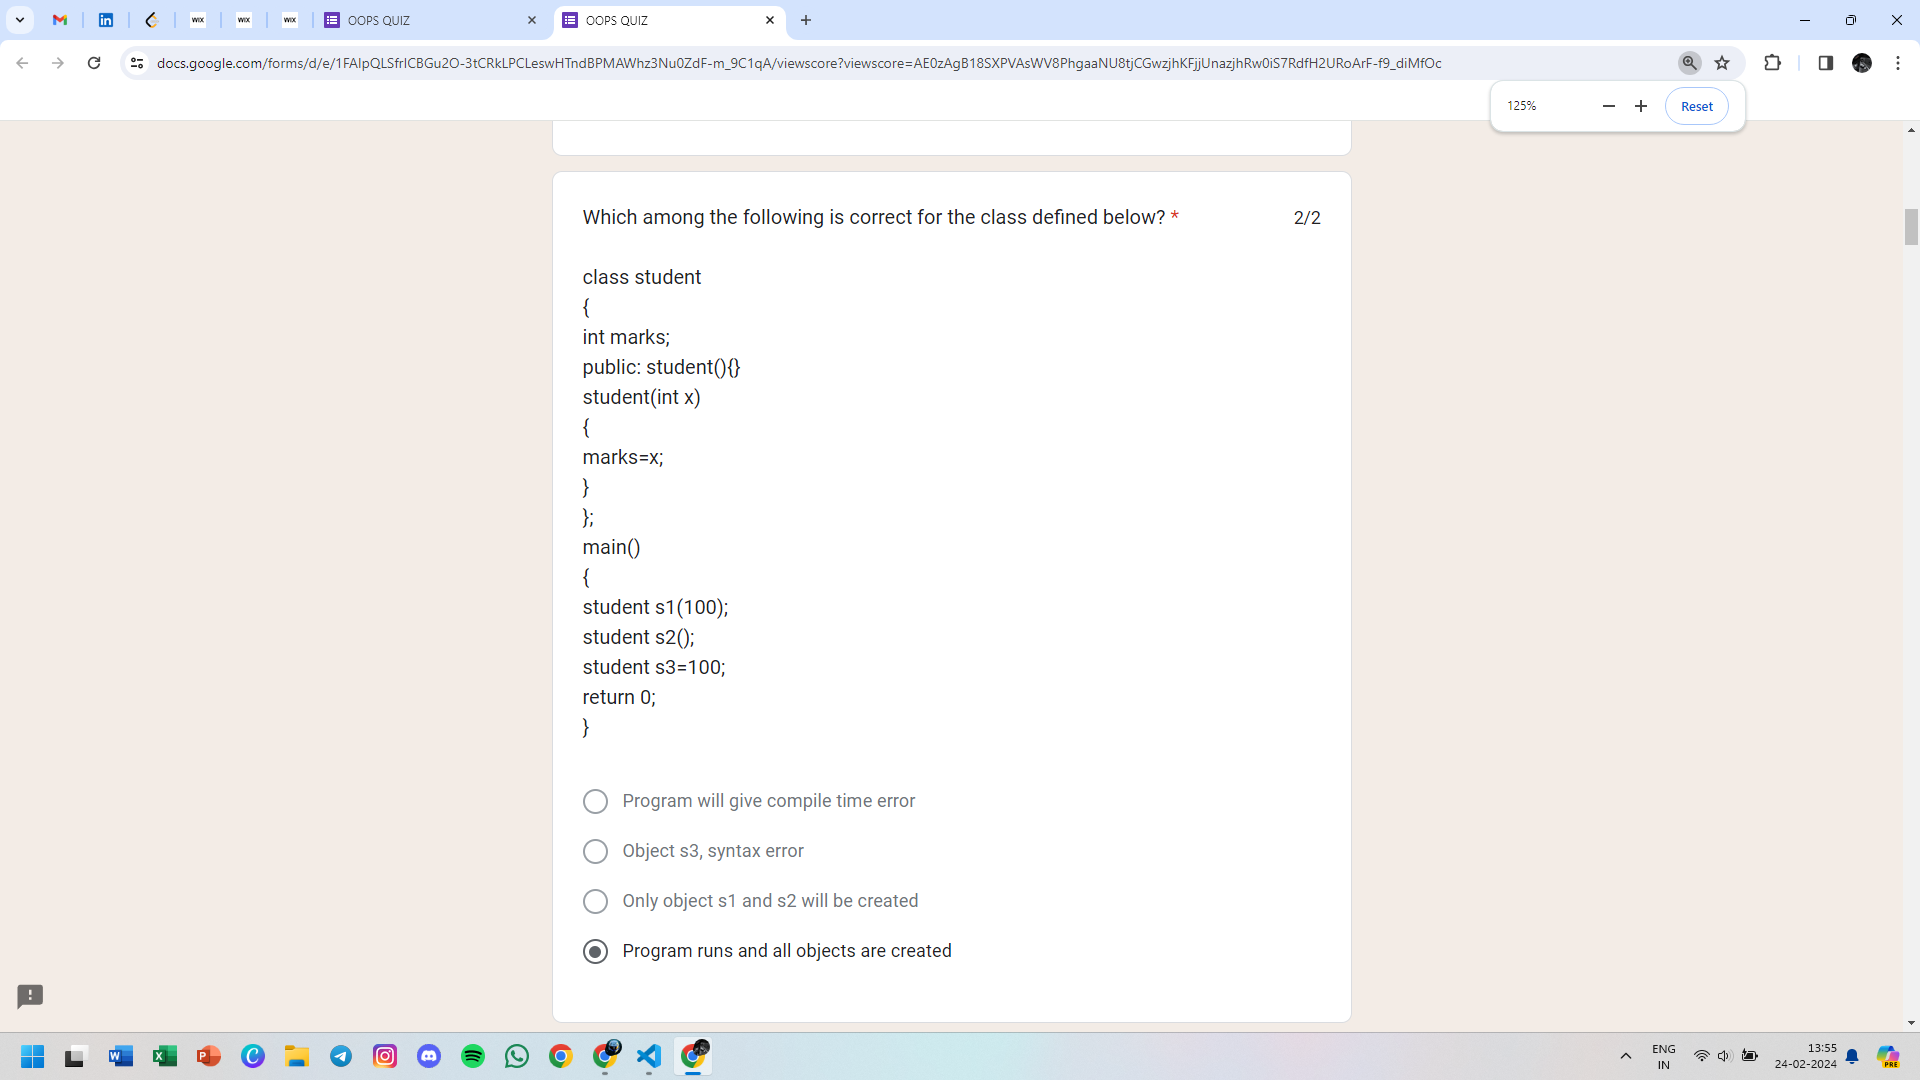 OOPS QUIZ
OOPS QUIZ
docs.google.com/forms/d/e/1FAIpQLSfrICBGu2O-3tCRkLPCLeswHTndBPMAWhz3Nu0ZdF-m_9C1qA/viewscore?viewscore=AE0zAgB18SXPVAsWV8PhgaaNU8tjCGwzjhKFjjUnazjhRw0iS7RdfH2URoArF-f9_diMfOc
125%
Reset
Which among the following is correct for the class defined below? *
2/2
class student
{
int marks;
public: student(){}
student(int x)
{
marks=x;
}
};
main()
{
student s1(100);
student s2();
student s3=100;
return 0;
}
Program will give compile time error
Object s3, syntax error
Only object s1 and s2 will be created
Program runs and all objects are created
ENG
IN
13:55
24-02-2024
PRE